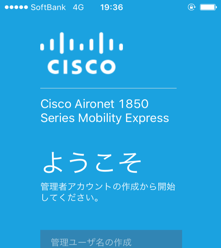 SoftBank 4G 19:36
CISCO
Cisco Aironet 1850
Series Mobility Express
ようこそ
管理者アカウントの作成から開始
してください。
管理ユーザ名の作成